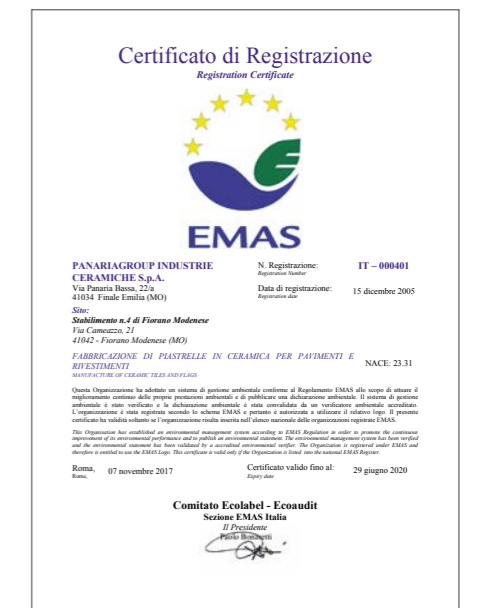 Certificato di Registrazione
Registration Certificate
EMAS
PANARIAGROUP INDUSTRIE
CERAMICHE S.p.A.
Via Panaria Bassa, 22/a
41034 Finale Emilia (MO)
N. Registrazione:
Registration Number
IT – 000401
Data di registrazione:
Registration date
15 dicembre 2005
Sito:
Stabilimento n.4 di Fiorano Modenese
Via Cameazzo, 21
41042 - Fiorano Modenese (MO)
FABBRICAZIONE DI PIASTRELLE IN CERAMICA PER PAVIMENTI E
RIVESTIMENTI
MANUFACTURE OF CERAMIC TILES AND FLAGS
NACE: 23.31
Questa Organizzazione ha adottato un sistema di gestione ambientale conforme al Regolamento EMAS allo scopo di attuare il
miglioramento continuo delle proprie prestazioni ambientali e di pubblicare una dichiarazione ambientale. Il sistema di gestione
ambientale è stato verificato e la dichiarazione ambientale è stata convalidata da un verificatore ambientale accreditato.
L'organizzazione è stata registrata secondo lo schema EMAS e pertanto è autorizzata a utilizzare il relativo logo. Il presente
certificato ha validità soltanto se l'organizzazione risulta inserita nell'elenco nazionale delle organizzazioni registrate EMAS.
This Organisation has established an environmental management system according to EMAS Regulation in order to promote the continuous
improvement of its environmental performance and to publish an environmental statement. The environmental management system has been verified
and the environmental statement has been validated by a accredited environmental verifier. The Organization is registered under EMAS and
therefore is entitled to use the EMAS Logo. This certificate is valid only if the Organization is listed into the national EMAS Register.
Roma,
Rome,
07 novembre 2017
Certificato valido fino al:
Expiry date
29 giugno 2020
Comitato Ecolabel - Ecoaudit
Sezione EMAS Italia
Il Presidente
Paolo Bonaretti